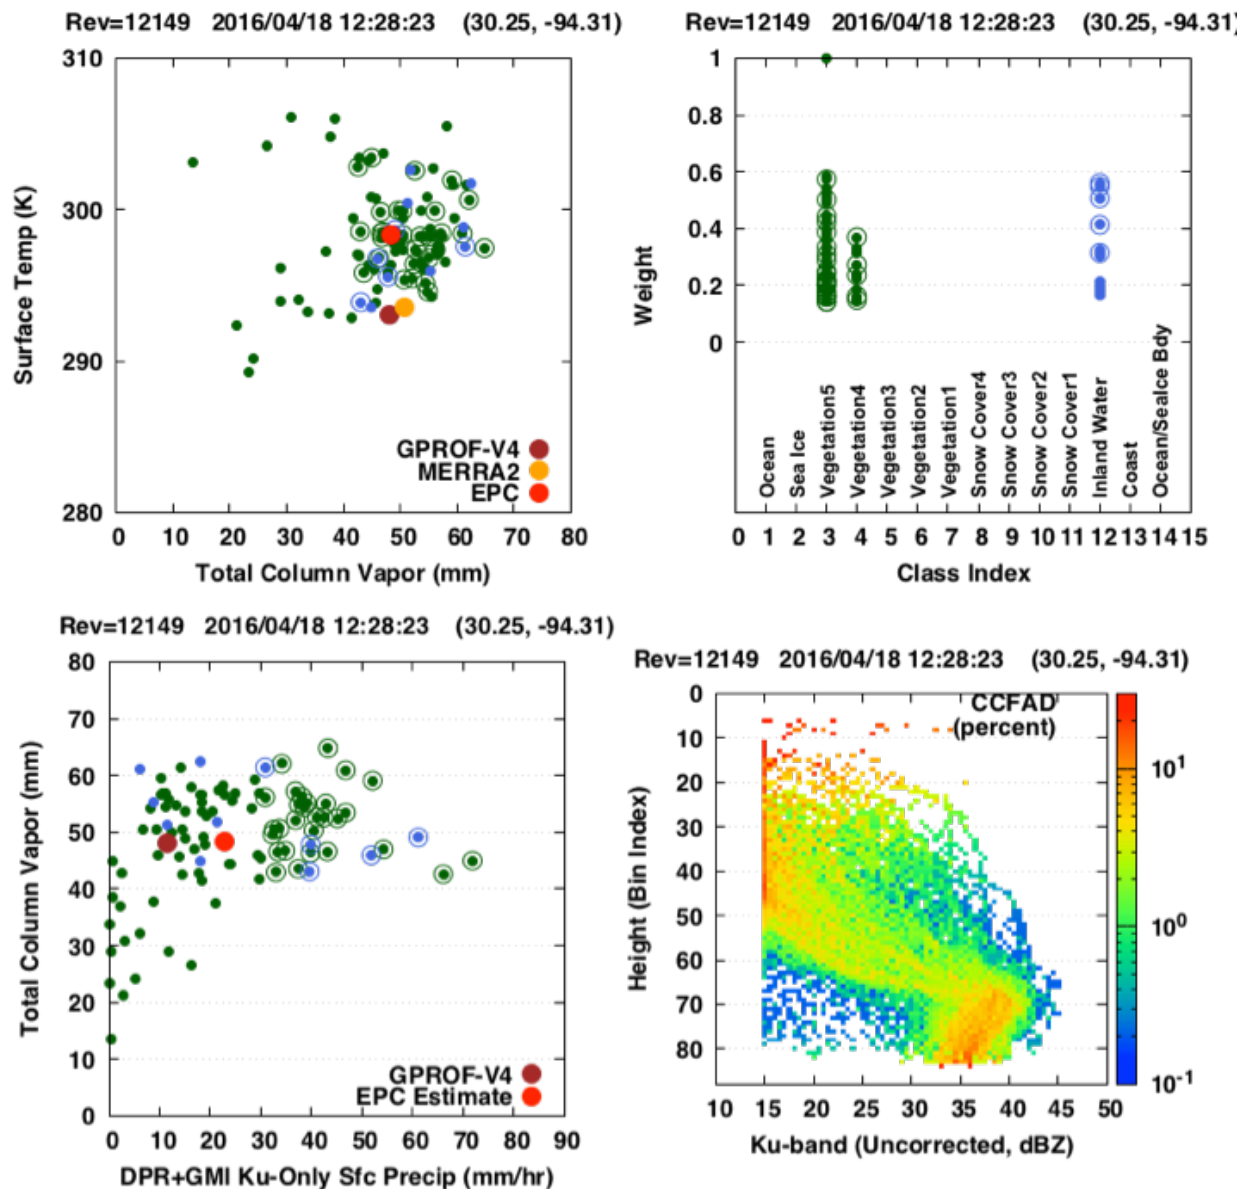 Rev=12149 2016/04/18 12:28:23 (30.25, -94.31)
310
300
290
280
Surface Temp (K)
GPROF-V4
MERRA2
EPC
0 10 20 30 40 50 60 70 80
Total Column Vapor (mm)
Rev=12149 2016/04/18 12:28:23 (30.25, -94.31)
1
0.8
0.6
0.4
0.2
0
Weight
Ocean
Sea Ice
Vegetation5
Vegetation4
Vegetation3
Vegetation2
Vegetation1
Snow Cover4
Snow Cover3
Snow Cover2
Snow Cover1
Inland Water
Coast
Ocean/SeaIce Bdy
0 1 2 3 4 5 6 7 8 9 10 11 12 13 14 15
Class Index
Rev=12149 2016/04/18 12:28:23 (30.25, -94.31)
80
70
60
50
40
30
20
10
0
Total Column Vapor (mm)
GPROF-V4
EPC Estimate
0 10 20 30 40 50 60 70 80 90
DPR+GMI Ku-Only Sfc Precip (mm/hr)
Rev=12149 2016/04/18 12:28:23 (30.25, -94.31)
0
10
20
30
40
50
60
70
80
Height (Bin Index)
CCFAD
(percent)
10^1
10^0
10^-1
10 15 20 25 30 35 40 45 50
Ku-band (Uncorrected, dBZ)